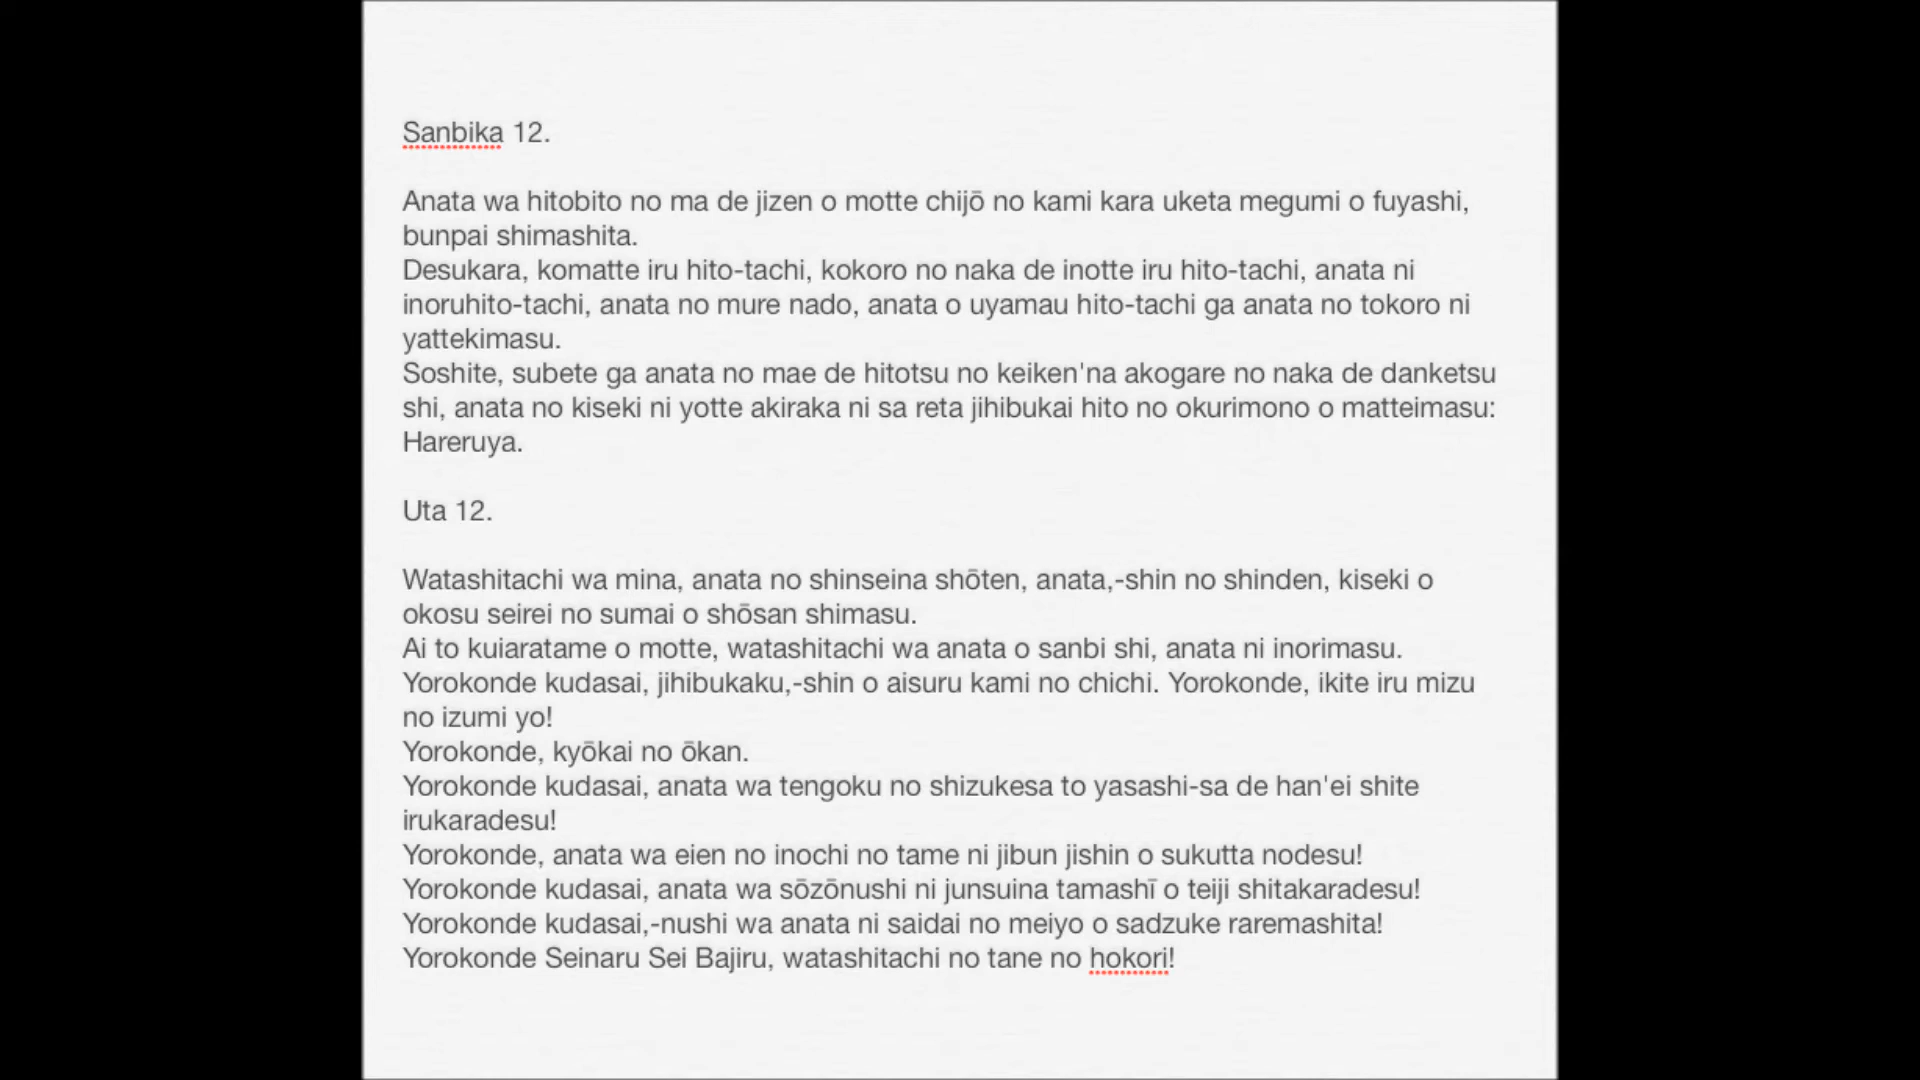 Sanbika 12.
Anata wa hitobito no ma de jizen o motte chijō no kami kara uketa megumi o fuyashi,
bunpai shimashita.
Desukara, komatte iru hito-tachi, kokoro no naka de inotte iru hito-tachi, anata ni
inoruhito-tachi, anata no mure nado, anata o uyamau hito-tachi ga anata no tokoro ni
yattekimasu.
Soshite, subete ga anata no mae de hitotsu no keiken'na akogare no naka de danketsu
shi, anata no kiseki ni yotte akiraka ni sa reta jihibukai hito no okurimono o matteimasu:
Hareruya.
Uta 12.
Watashitachi wa mina, anata no shinseina shōten, anata,-shin no shinden, kiseki o
okosu seirei no sumai o shōsan shimasu.
Ai to kuiaratame o motte, watashitachi wa anata o sanbi shi, anata ni inorimasu.
Yorokonde kudasai, jihibukaku,-shin o aisuru kami no chichi. Yorokonde, ikite iru mizu
no izumi yo!
Yorokonde, kyōkai no ōkan.
Yorokonde kudasai, anata wa tengoku no shizukesa to yasashi-sa de han'ei shite
irukaradesu!
Yorokonde, anata wa eien no inochi no tame ni jibun jishin o sukutta nodesu!
Yorokonde kudasai, anata wa sōzōnushi ni junsuina tamashī o teiji shitakaradesu!
Yorokonde kudasai,-nushi wa anata ni saidai no meiyo o sadzuke raremashita!
Yorokonde Seinaru Sei Bajiru, watashitachi no tane no hokori!